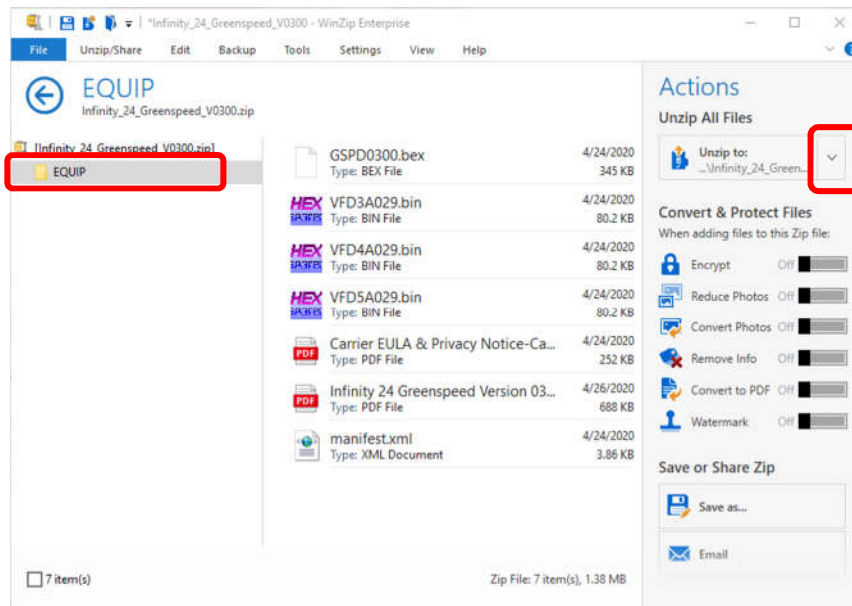 *Infinity_24_Greenspeed_V0300 - WinZip Enterprise
File Unzip/Share Edit Backup Tools Settings View Help
EQUIP
Infinity_24_Greenspeed_V0300.zip
[Infinity_24_Greenspeed_V0300.zip]
EQUIP
GSPD0300.bex 4/24/2020
Type: BEX File 345 KB
HEX VFD3A029.bin 4/24/2020
Type: BIN File 80.2 KB
HEX VFD4A029.bin 4/24/2020
Type: BIN File 80.2 KB
HEX VFD5A029.bin 4/24/2020
Type: BIN File 80.2 KB
Carrier EULA & Privacy Notice-Ca... 4/24/2020
PDF Type: PDF File 252 KB
Infinity 24 Greenspeed Version 03... 4/26/2020
PDF Type: PDF File 688 KB
manifest.xml 4/24/2020
Type: XML Document 3.86 KB
7 item(s)
Zip File: 7 item(s), 1.38 MB
Actions
Unzip All Files
Unzip to:
...\Infinity_24_Green...
Convert & Protect Files
When adding files to this Zip file:
Encrypt Off
Reduce Photos Off
Convert Photos Off
Remove Info Off
Convert to PDF Off
Watermark Off
Save or Share Zip
Save as...
Email